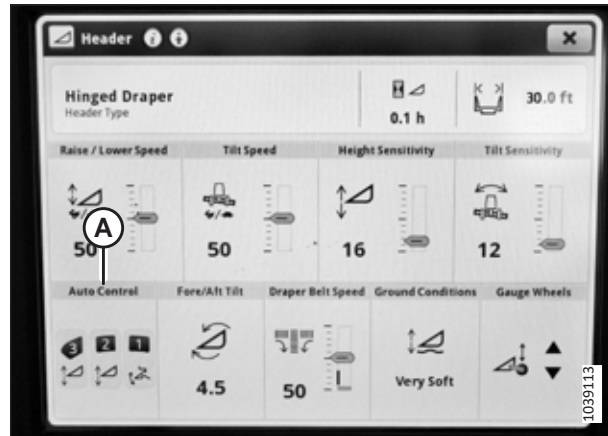 Header
Hinged Draper
Header Type
0.1 h
30.0 ft
Raise / Lower Speed
Tilt Speed
Height Sensitivity
Tilt Sensitivity
A
50
50
16
12
Auto Control
Fore/Aft Tilt
Draper Belt Speed
Ground Conditions
Gauge Wheels
3 2 1
4.5
50
Very Soft
1039113